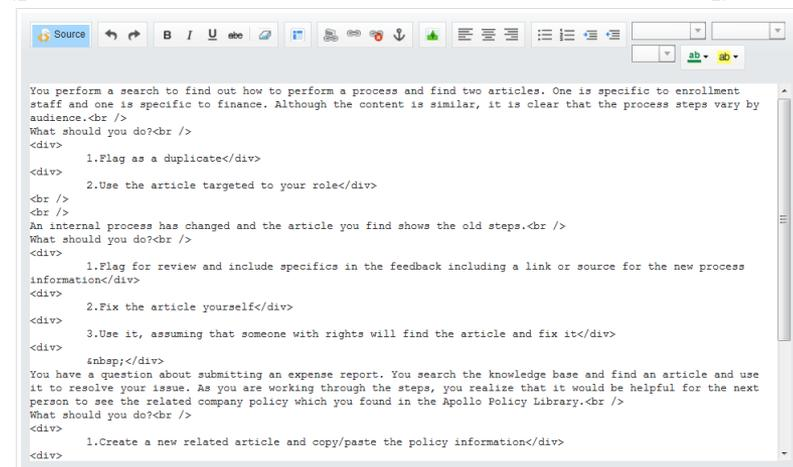 Source B I U abc ab ab
You perform a search to find out how to perform a process and find two articles. One is specific to enrollment
staff and one is specific to finance. Although the content is similar, it is clear that the process steps vary by
audience.<br />
What should you do?<br />
<div>
1.Flag as a duplicate</div>
<div>
2.Use the article targeted to your role</div>
<br />
<br />
An internal process has changed and the article you find shows the old steps.<br />
What should you do?<br />
<div>
1.Flag for review and include specifics in the feedback including a link or source for the new process
information</div>
<div>
2.Fix the article yourself</div>
<div>
3.Use it, assuming that someone with rights will find the article and fix it</div>
<div>
&nbsp;</div>
You have a question about submitting an expense report. You search the knowledge base and find an article and use
it to resolve your issue. As you are working through the steps, you realize that it would be helpful for the next
person to see the related company policy which you found in the Apollo Policy Library.<br />
What should you do?<br />
<div>
1.Create a new related article and copy/paste the policy information</div>
<div>